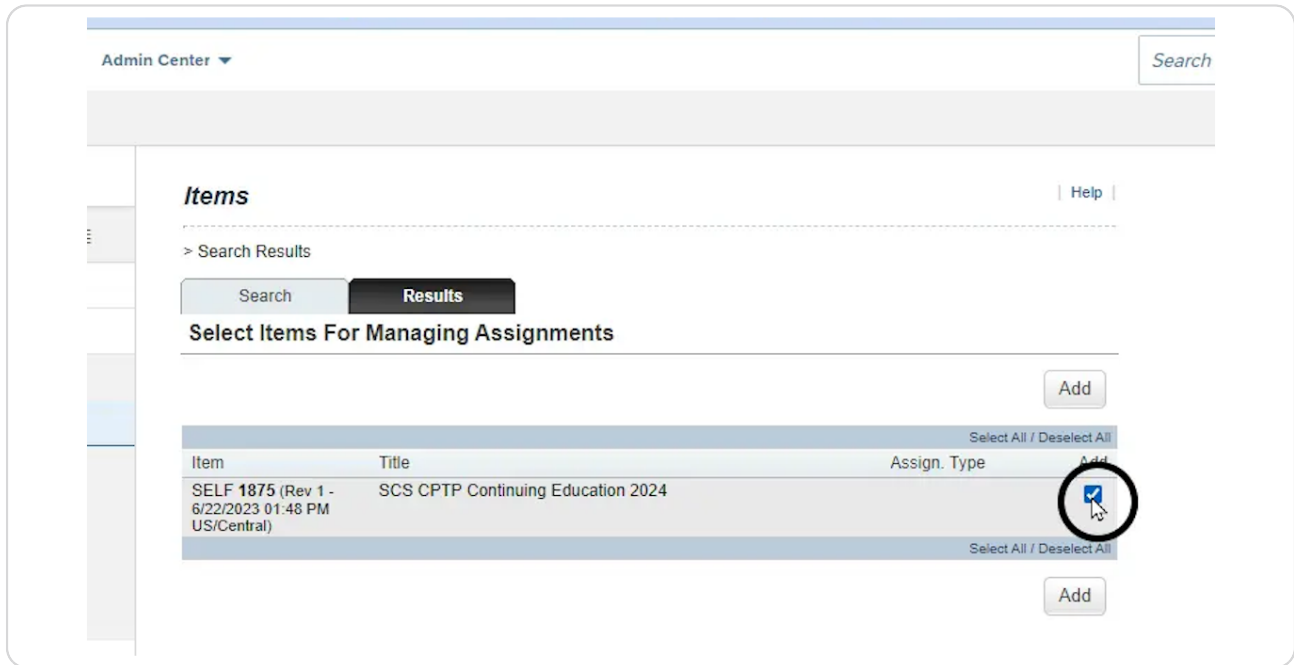 Admin Center
Search
Items
| Help |
> Search Results
Search Results
Select Items For Managing Assignments
Add
Select All / Deselect All
Item Title Assign. Type Add
SELF 1875 (Rev 1 - SCS CPTP Continuing Education 2024
6/22/2023 01:48 PM
US/Central)
Select All / Deselect All
Add